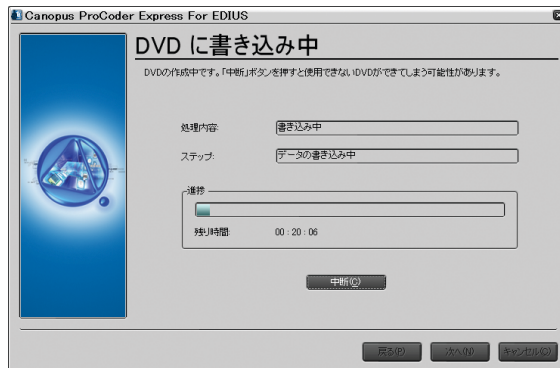 Canopus ProCoder Express For EDIUS
DVD に書き込み中
DVDの作成中です。「中断」ボタンを押すと使用できないDVDができてしまう可能性があります。
処理内容:
書き込み中
ステップ:
データの書き込み中
進捗
残り時間:
00 : 20 : 06
中断(C)
戻る(P)
次へ(N)
キャンセル(C)